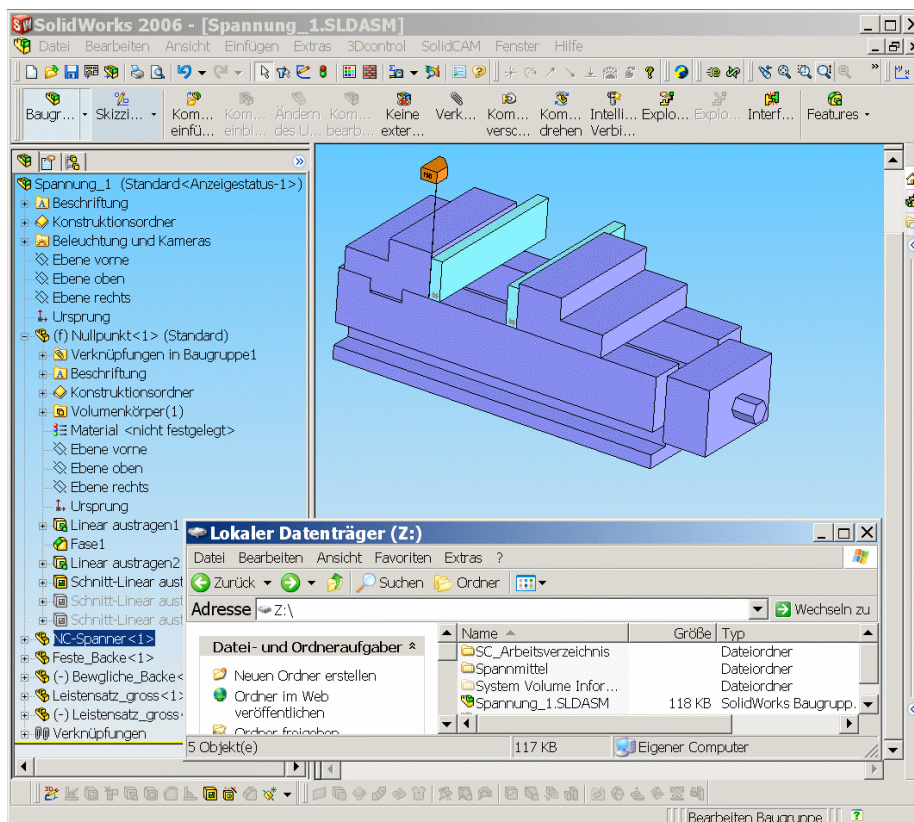 SolidWorks 2006 - [Spannung_1.SLDASM]
Datei Bearbeiten Ansicht Einfügen Extras 3Dcontrol SolidCAM Fenster Hilfe
Baugr... Skizzi... Kom... Kom... Ändern Kom... Keine Verk... Kom... Kom... Intelli... Explo... Explo... Interf... Features
einfü... einbl... des U... bearb... exter... versc... drehen Verbi...
Spannung_1 (Standard<Anzeigestatus-1>)
Beschriftung
Konstruktionsordner
Beleuchtung und Kameras
Ebene vorne
Ebene oben
Ebene rechts
Ursprung
(f) Nullpunkt<1> (Standard)
Verknüpfungen in Baugruppe1
Beschriftung
Konstruktionsordner
Volumenkörper(1)
Material <nicht festgelegt>
Ebene vorne
Ebene oben
Ebene rechts
Ursprung
Linear austragen1
Fase1
Linear austragen2
Schnitt-Linear aust
Schnitt-Linear aust
Schnitt-Linear aust
NC-Spanner<1>
Feste_Backe<1>
(-) Bewgliche_Backe<
Leistensatz_gross<1>
(-) Leistensatz_gross<
Verknüpfungen
Lokaler Datenträger (Z:)
Datei Bearbeiten Ansicht Favoriten Extras ?
Zurück Suchen Ordner
Adresse Z:\ Wechseln zu
Datei- und Ordneraufgaber
Neuen Ordner erstellen
Ordner im Web
veröffentlichen
Ordner freigeben
Name Größe Typ
SC_Arbeitsverzeichnis Dateiordner
Spannmittel Dateiordner
System Volume Infor... Dateiordner
Spannung_1.SLDASM 118 KB SolidWorks Baugrupp.
5 Objekt(e) 117 KB Eigener Computer
Bearbeiten Baugruppe